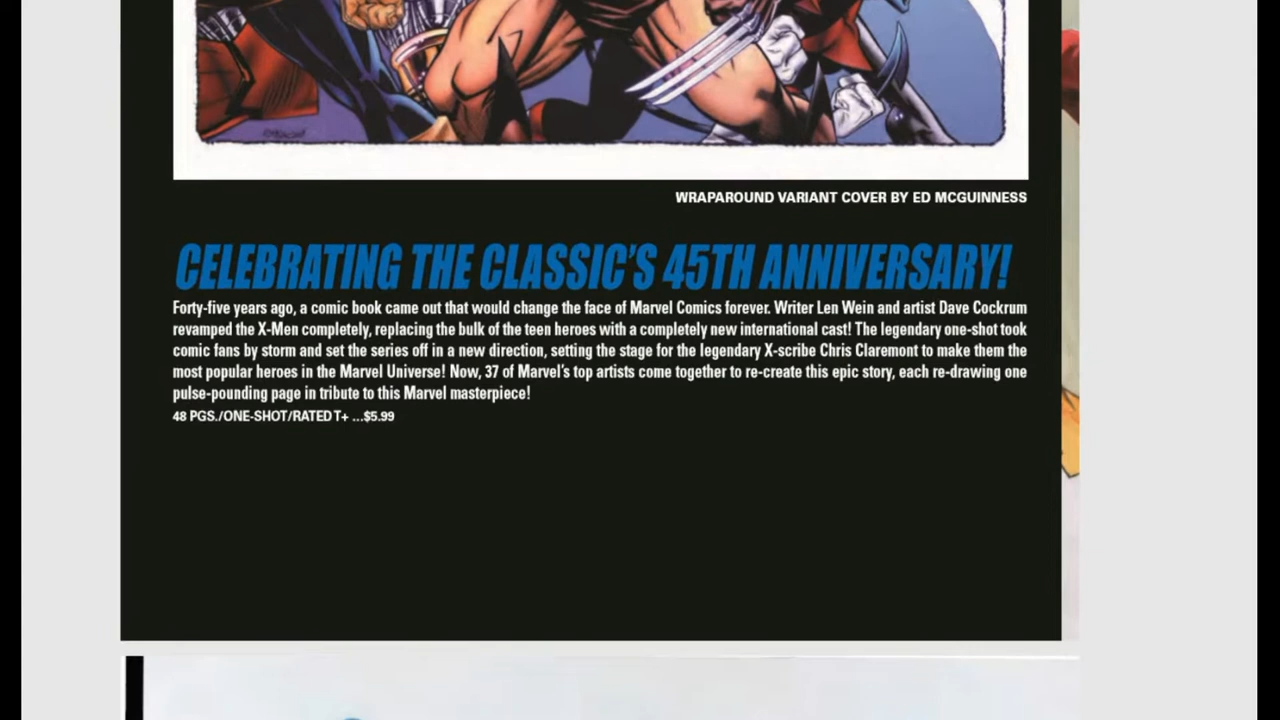 WRAPAROUND VARIANT COVER BY ED MCGUINNESS
CELEBRATING THE CLASSIC'S 45TH ANNIVERSARY!
Forty-five years ago, a comic book came out that would change the face of Marvel Comics forever. Writer Len Wein and artist Dave Cockrum
revamped the X-Men completely, replacing the bulk of the teen heroes with a completely new international cast! The legendary one-shot took
comic fans by storm and set the series off in a new direction, setting the stage for the legendary X-scribe Chris Claremont to make them the
most popular heroes in the Marvel Universe! Now, 37 of Marvel's top artists come together to re-create this epic story, each re-drawing one
pulse-pounding page in tribute to this Marvel masterpiece!
48 PGS./ONE-SHOT/RATED T+ ...$5.99